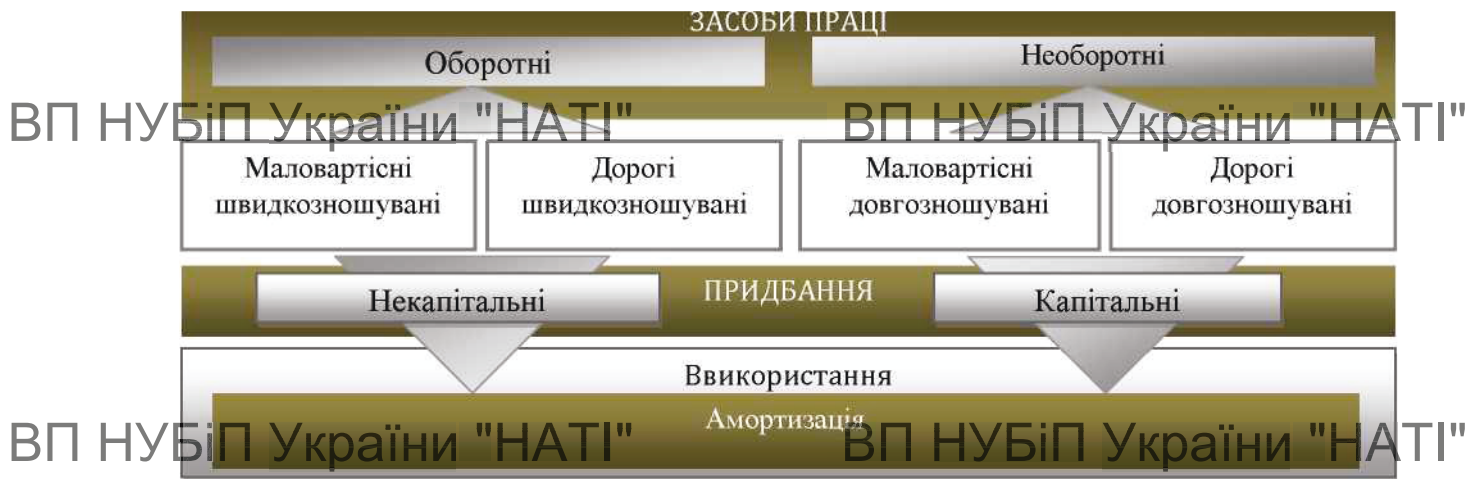 ЗАСОБИ ПРАЦІ
Оборотні
Необоротні
ВП НУБіП України "НАТІ"
ВП НУБіП України "НАТІ"
Маловартісні
швидкозношувані
Дорогі
швидкозношувані
Маловартісні
довгозношувані
Дорогі
довгозношувані
Некапітальні
ПРИДБАННЯ
Капітальні
Ввикористання
Амортизація
ВП НУБіП України "НАТІ"
ВП НУБіП України "НАТІ"